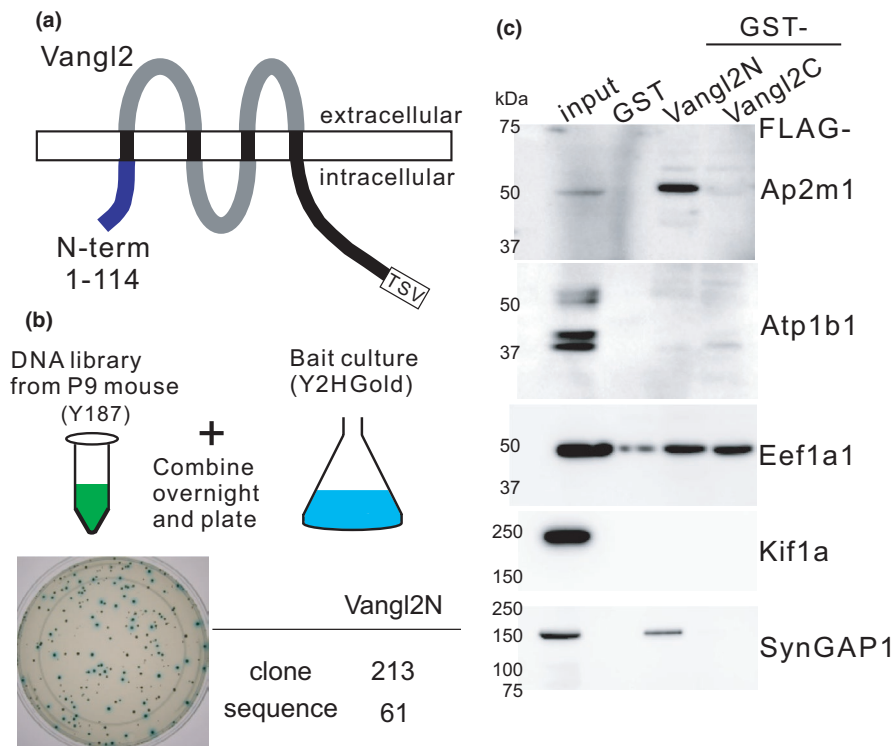 (a)
Vangl2
extracellular
intracellular
N-term
1-114
TSV
(b)
DNA library
from P9 mouse
(Y187)
+
Combine
overnight
and plate
Bait culture
(Y2HGold)
Vangl2N
clone 213
sequence 61
(c)
GST-
kDa
input
GST
Vangl2N
Vangl2C
FLAG-
75
50
37
Ap2m1
50
37
Atp1b1
50
37
Eef1a1
250
150
Kif1a
250
150
100
75
SynGAP1